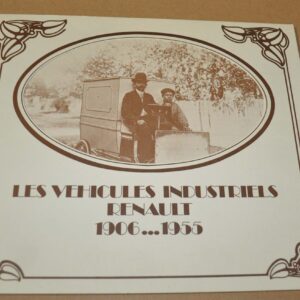 LES VEHICULES INDUSTRIELS
RENAULT
1906...1955